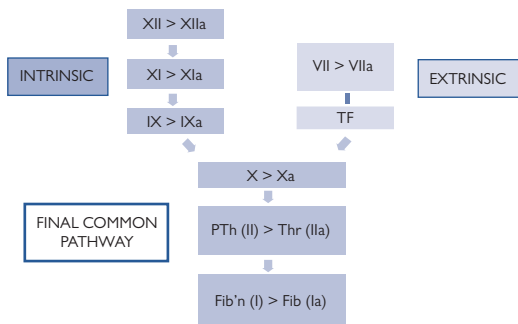 XII > XIIa
INTRINSIC
XI > XIa
VII > VIIa
EXTRINSIC
IX > IXa
TF
X > Xa
FINAL COMMON
PATHWAY
PTh (II) > Thr (IIa)
Fib'n (I) > Fib (Ia)